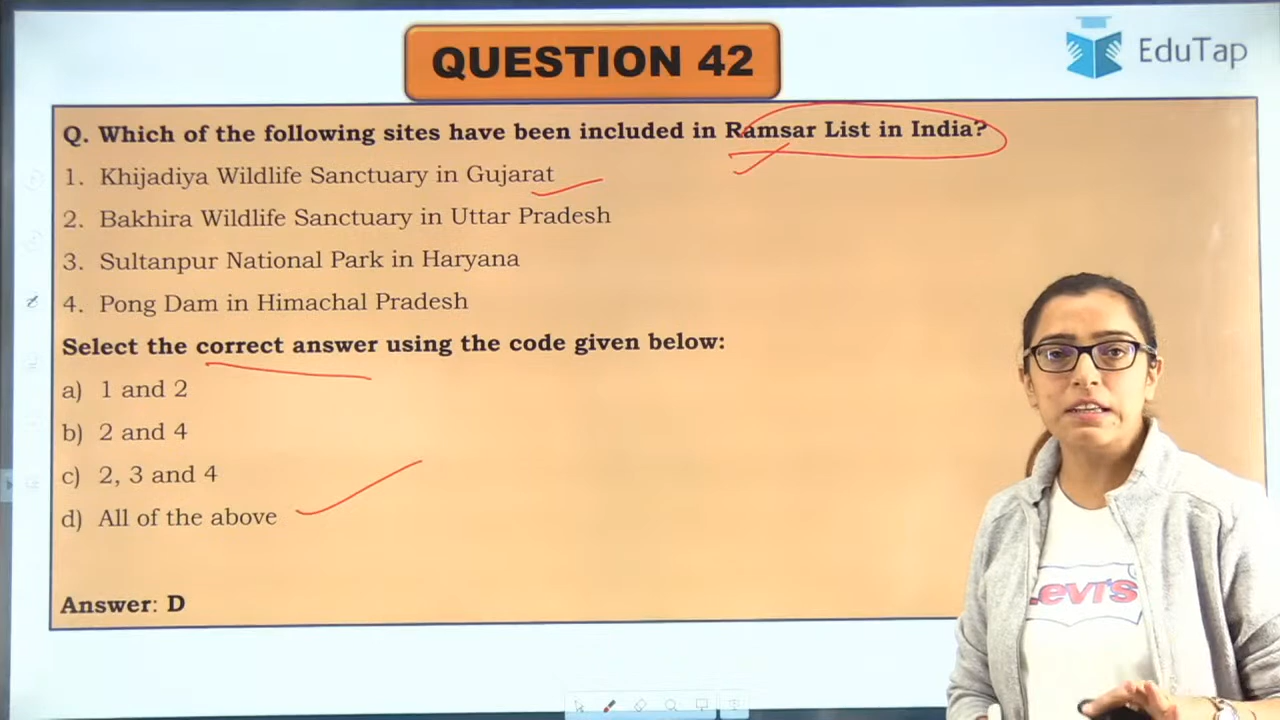 QUESTION 42
EduTap
Q. Which of the following sites have been included in Ramsar List in India?
1. Khijadiya Wildlife Sanctuary in Gujarat
2. Bakhira Wildlife Sanctuary in Uttar Pradesh
3. Sultanpur National Park in Haryana
4. Pong Dam in Himachal Pradesh
Select the correct answer using the code given below:
a) 1 and 2
b) 2 and 4
c) 2, 3 and 4
d) All of the above
Answer: D
Levi's